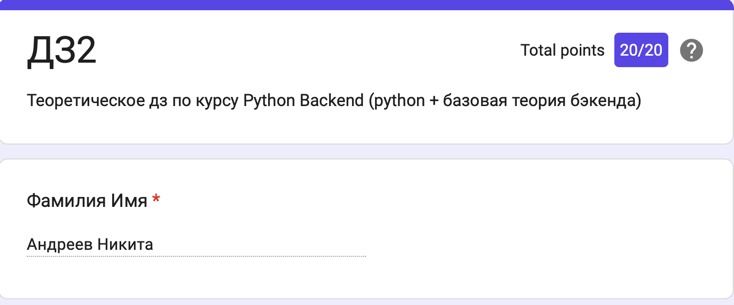 ДЗ2
Total points 20/20 ?
Теоретическое дз по курсу Python Backend (python + базовая теория бэкенда)
Фамилия Имя *
Андреев Никита